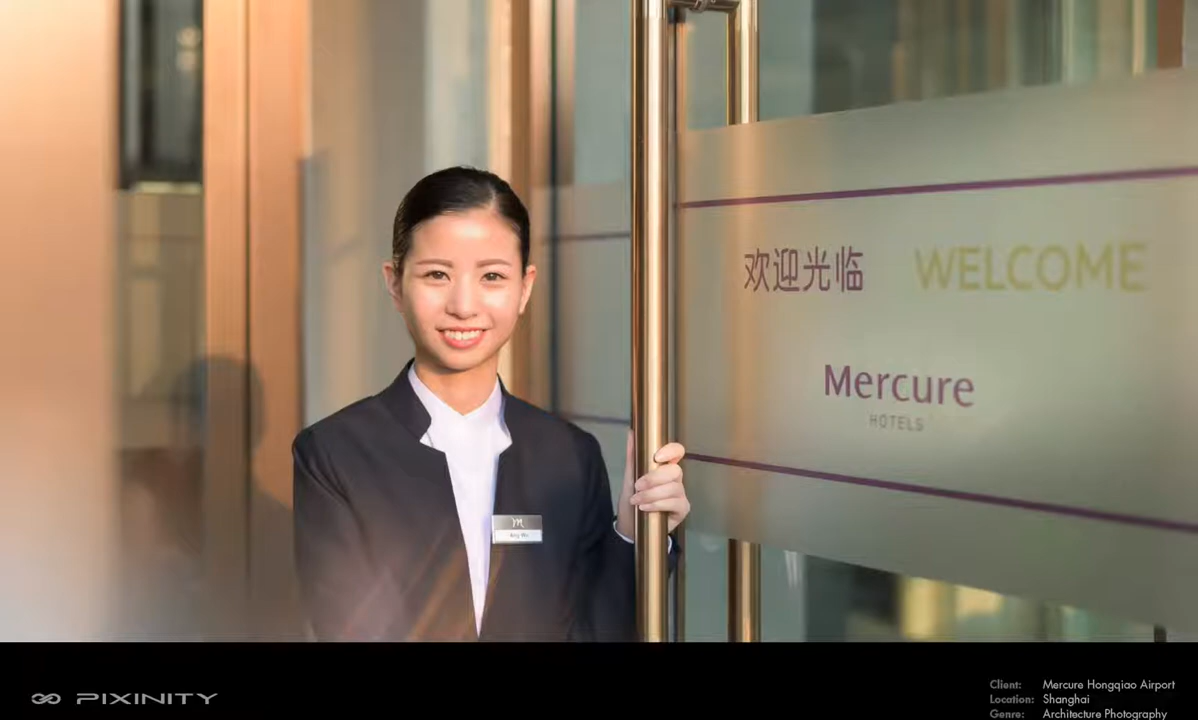 欢迎光临 WELCOME
Mercure
HOTELS
M
PIXINITY
Client: Mercure Hongqiao Airport
Location: Shanghai
Genre: Architecture Photography